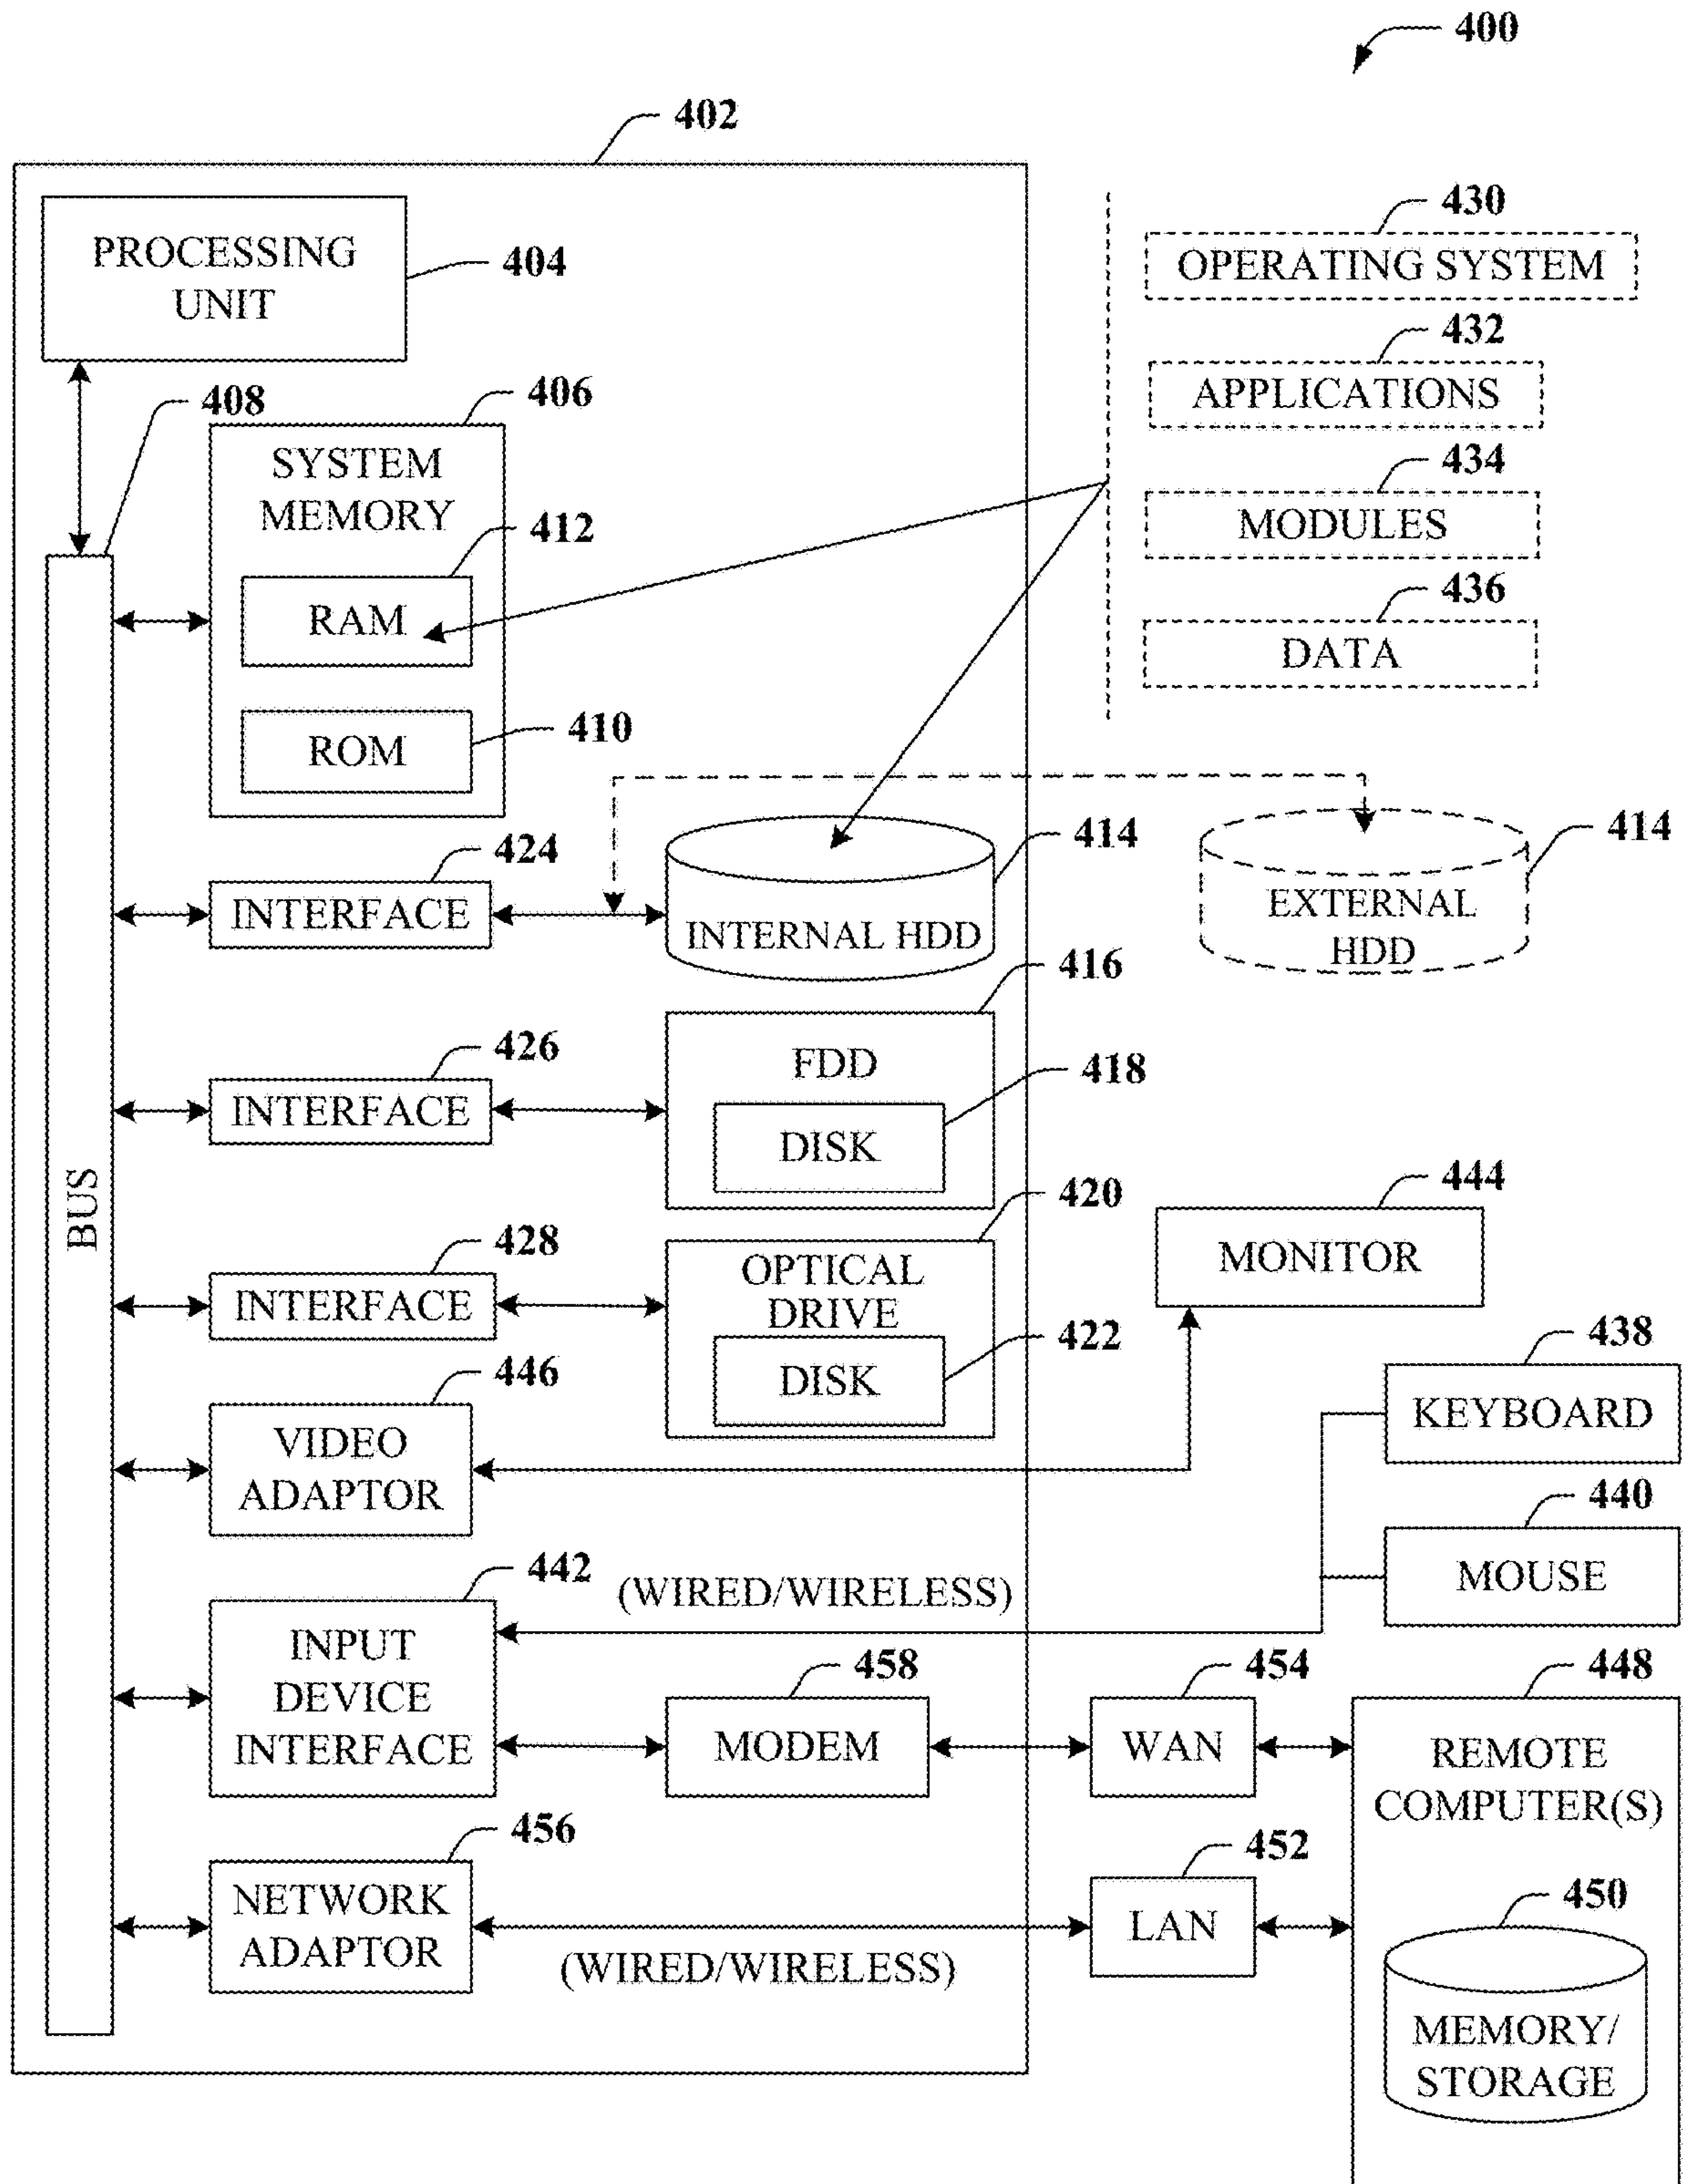 400
402
PROCESSING
UNIT
404
430
OPERATING SYSTEM
432
APPLICATIONS
434
MODULES
436
DATA
408
406
SYSTEM
MEMORY
412
RAM
410
ROM
BUS
424
INTERFACE
414
INTERNAL HDD
414
EXTERNAL
HDD
426
INTERFACE
416
FDD
418
DISK
428
INTERFACE
420
OPTICAL
DRIVE
422
DISK
444
MONITOR
446
VIDEO
ADAPTOR
438
KEYBOARD
440
MOUSE
442
INPUT
DEVICE
INTERFACE
(WIRED/WIRELESS)
458
MODEM
454
WAN
448
REMOTE
COMPUTER(S)
456
NETWORK
ADAPTOR
(WIRED/WIRELESS)
452
LAN
450
MEMORY/
STORAGE